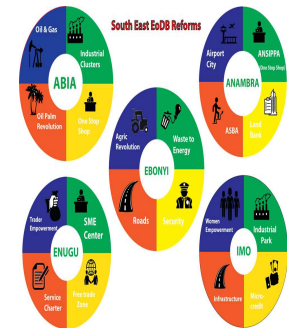 South East EoDB Reforms
Oil & Gas
Industrial
Clusters
ABIA
Oil Palm
Revolution
One Stop
Shop
Airport
City
ANSIPPA
(One Stop Shop)
ANAMBRA
ASBA
Land
Bank
Agric
Revolution
Waste to
Energy
EBONYI
Roads
Security
Trader
Empowerment
SME
Center
ENUGU
Service
Charter
Free trade
Zone
Women
Empowerment
Industrial
Park
IMO
Infrastructure
Micro-
credit